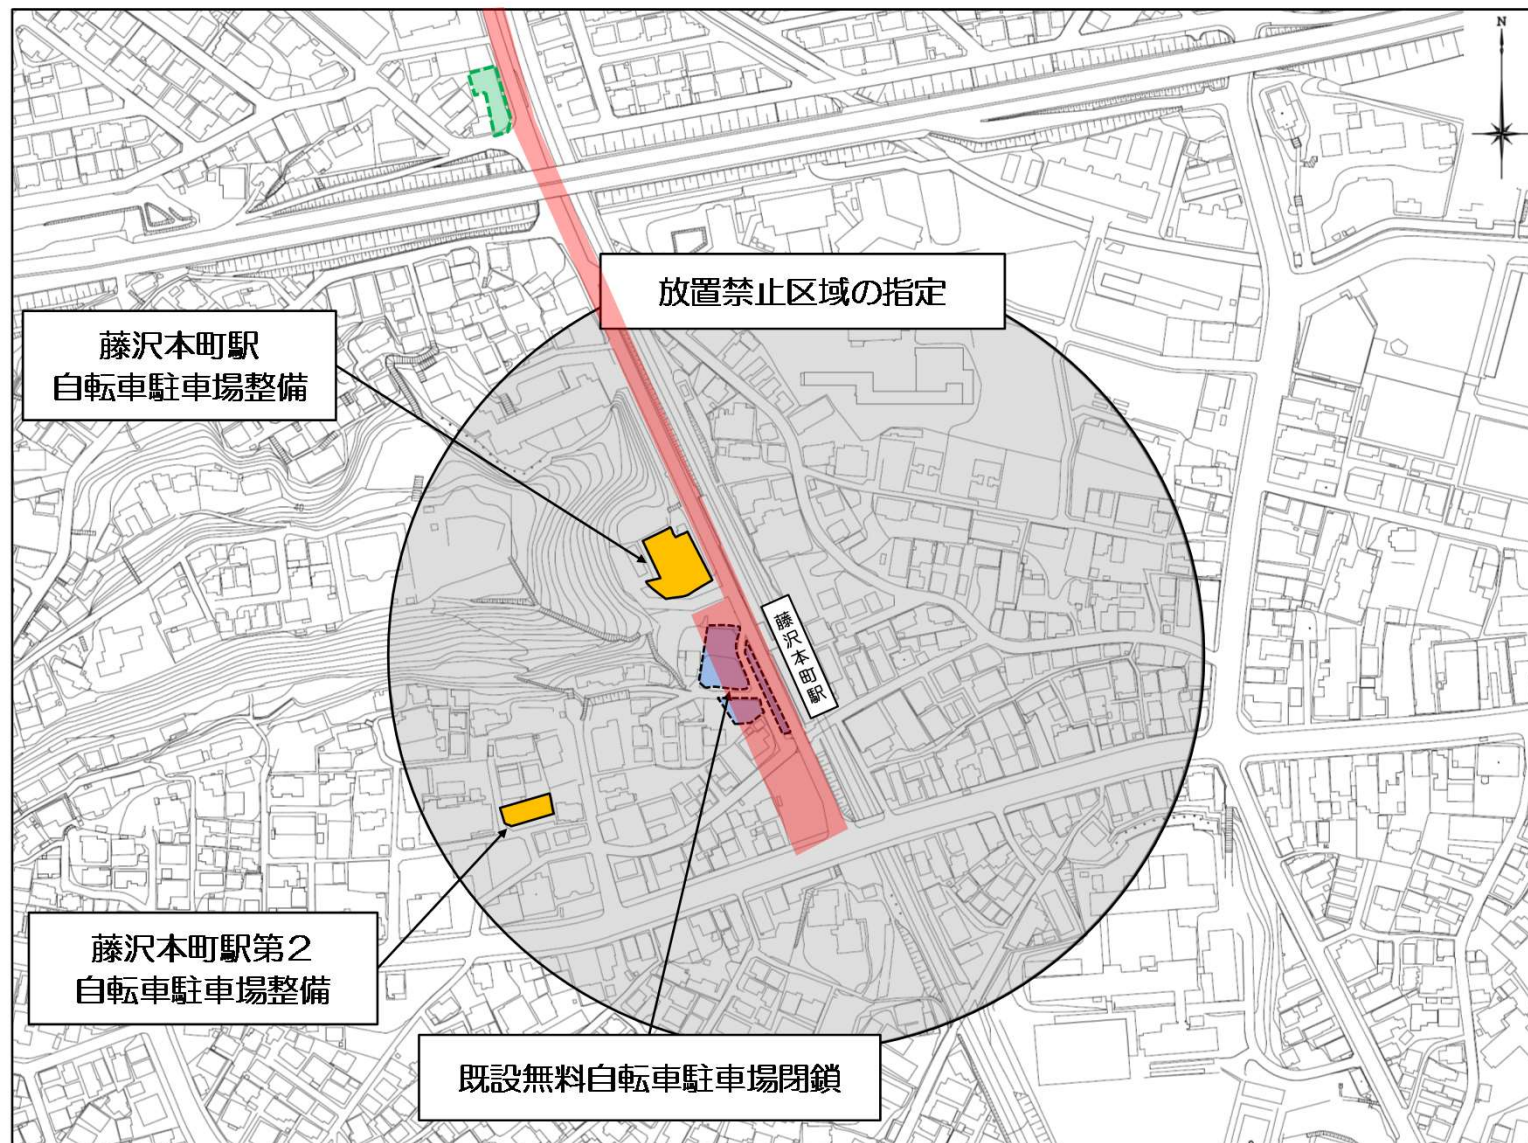 N
放置禁止区域の指定
藤沢本町駅
自転車駐車場整備
藤沢本町駅
藤沢本町駅第2
自転車駐車場整備
既設無料自転車駐車場閉鎖